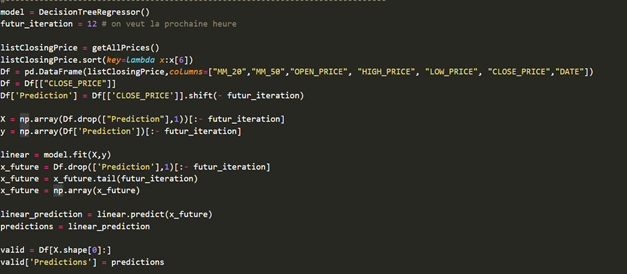 model = DecisionTreeRegressor()
futur_iteration = 12 # on veut la prochaine heure
listClosingPrice = getAllPrices()
listClosingPrice.sort(key=lambda x:x[6])
Df = pd.DataFrame(listClosingPrice,columns=["MM_20","MM_50","OPEN_PRICE", "HIGH_PRICE", "LOW_PRICE", "CLOSE_PRICE","DATE"])
Df = Df[["CLOSE_PRICE"]]
Df['Prediction'] = Df[['CLOSE_PRICE']].shift(- futur_iteration)
X = np.array(Df.drop(["Prediction"],1))[:- futur_iteration]
y = np.array(Df['Prediction'])[:- futur_iteration]
linear = model.fit(X,y)
x_future = Df.drop(['Prediction'],1)[:- futur_iteration]
x_future = x_future.tail(futur_iteration)
x_future = np.array(x_future)
linear_prediction = linear.predict(x_future)
predictions = linear_prediction
valid = Df[X.shape[0]:]
valid['Predictions'] = predictions